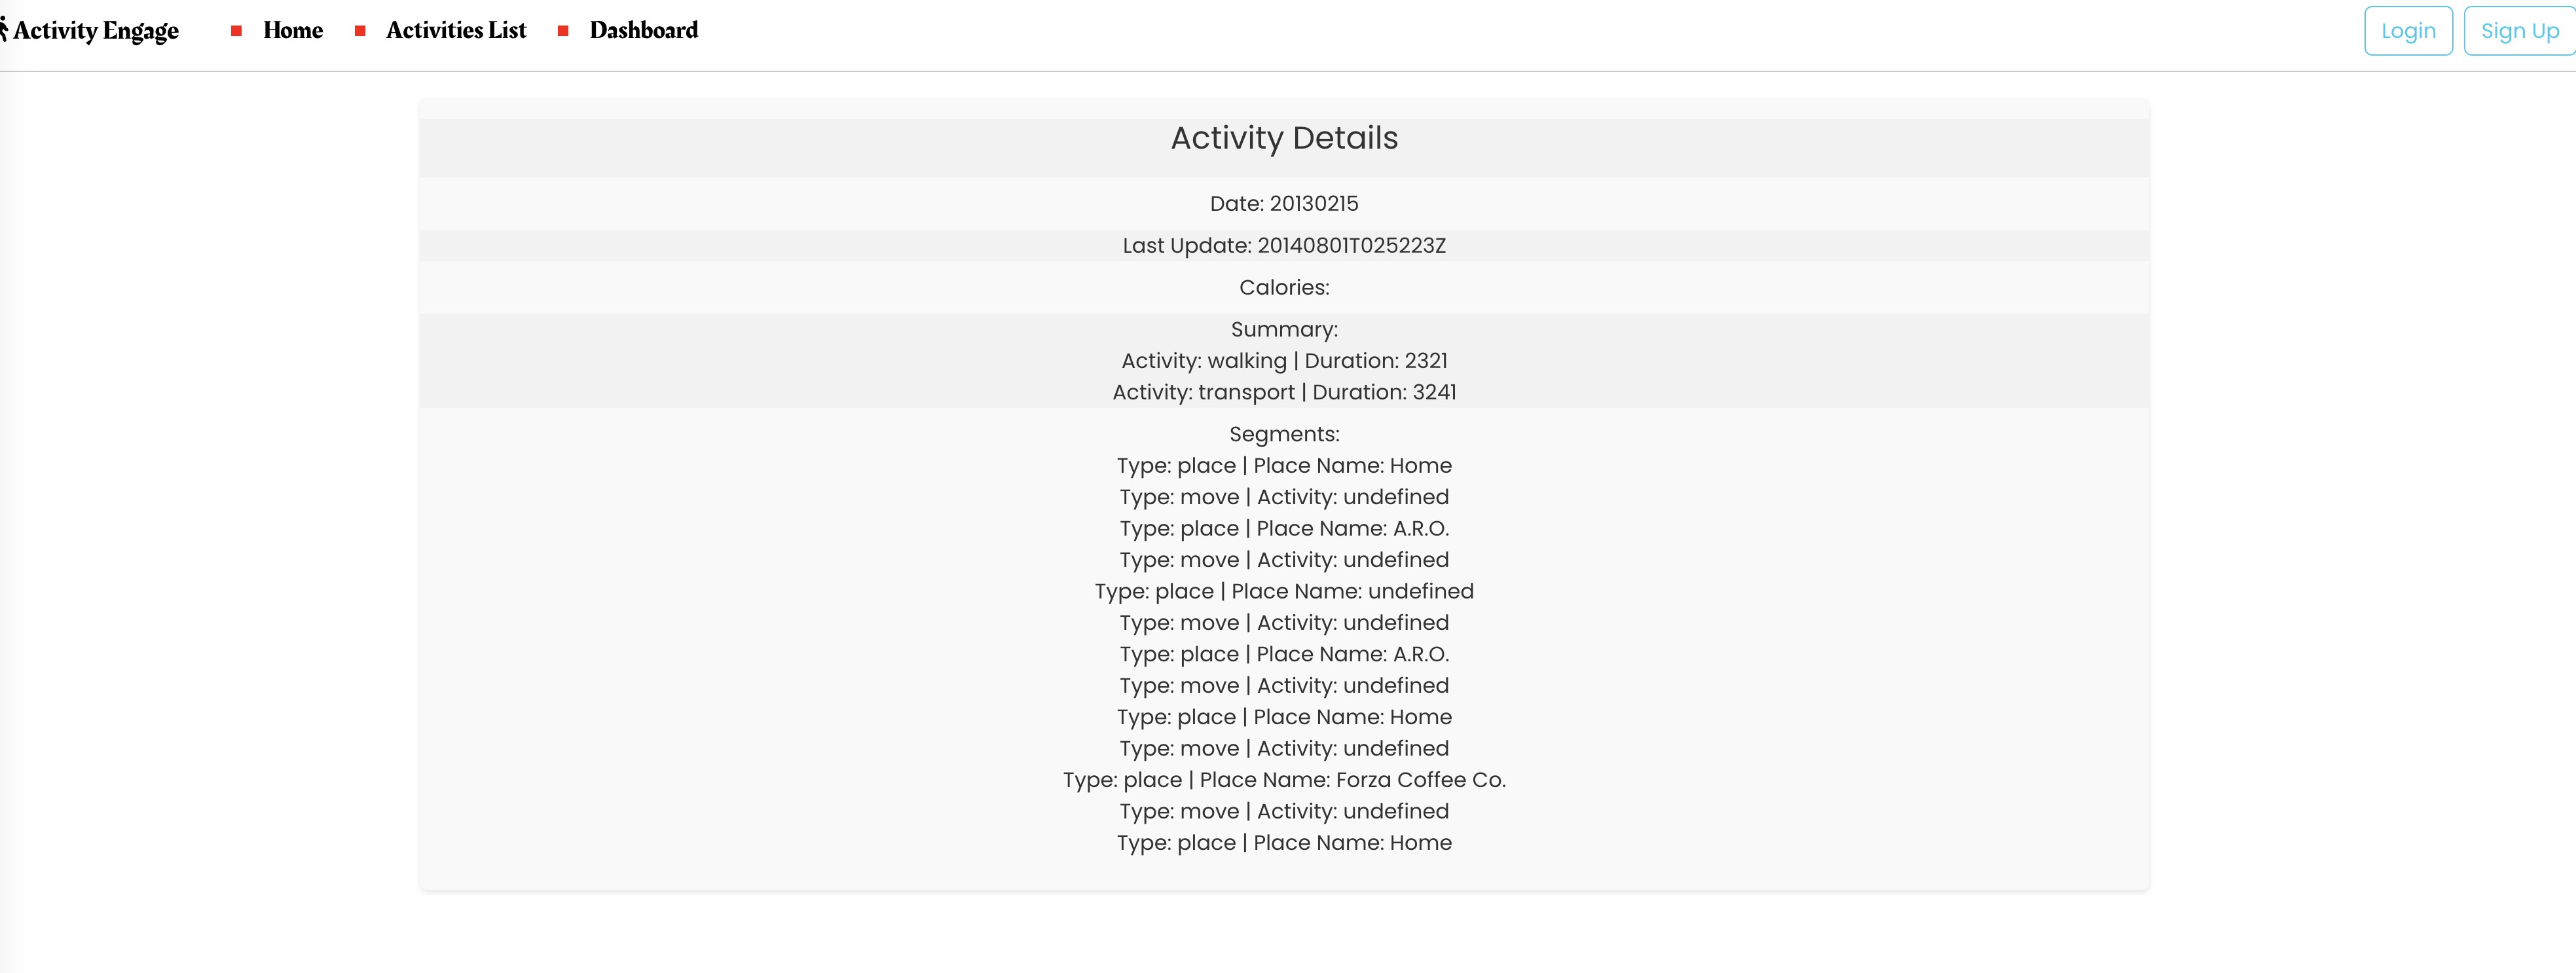 Activity Engage Home Activities List Dashboard Login Sign Up
Activity Details
Date: 20130215
Last Update: 20140801T025223Z
Calories:
Summary:
Activity: walking | Duration: 2321
Activity: transport | Duration: 3241
Segments:
Type: place | Place Name: Home
Type: move | Activity: undefined
Type: place | Place Name: A.R.O.
Type: move | Activity: undefined
Type: place | Place Name: undefined
Type: move | Activity: undefined
Type: place | Place Name: A.R.O.
Type: move | Activity: undefined
Type: place | Place Name: Home
Type: move | Activity: undefined
Type: place | Place Name: Forza Coffee Co.
Type: move | Activity: undefined
Type: place | Place Name: Home